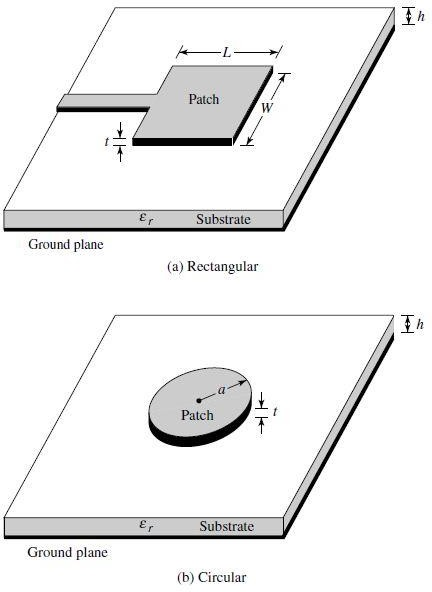 h
L
Patch
W
t
εr Substrate
Ground plane
(a) Rectangular
h
a
Patch
t
εr Substrate
Ground plane
(b) Circular